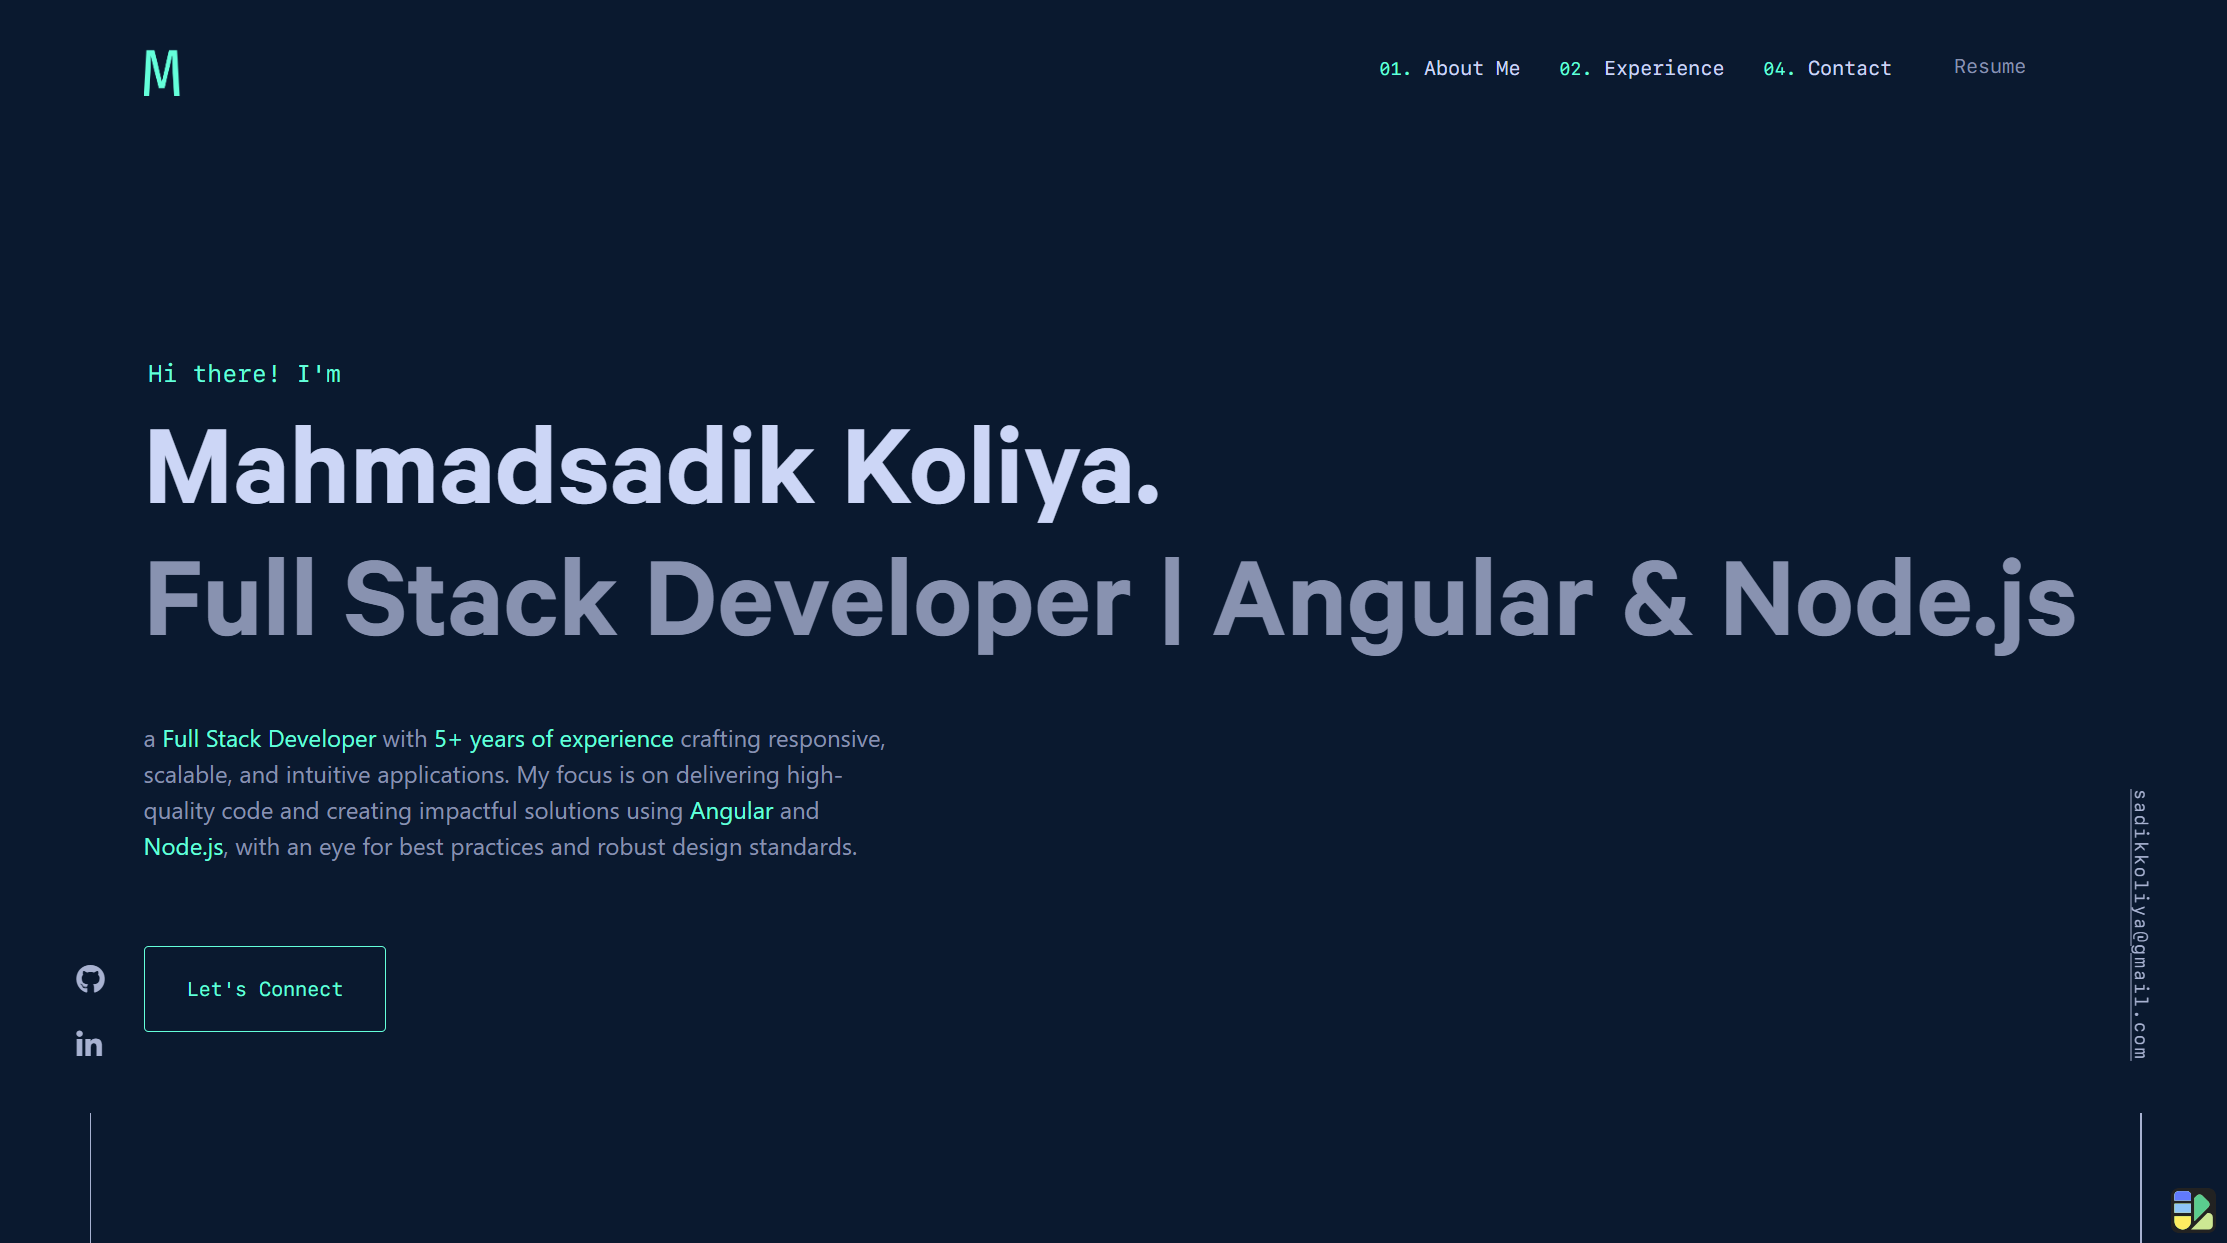 M
01. About Me 02. Experience 04. Contact Resume
Hi there! I'm
Mahmadsadik Koliya.
Full Stack Developer | Angular & Node.js
a Full Stack Developer with 5+ years of experience crafting responsive,
scalable, and intuitive applications. My focus is on delivering high-
quality code and creating impactful solutions using Angular and
Node.js, with an eye for best practices and robust design standards.
Let's Connect
in
sadikkoliya@gmail.com